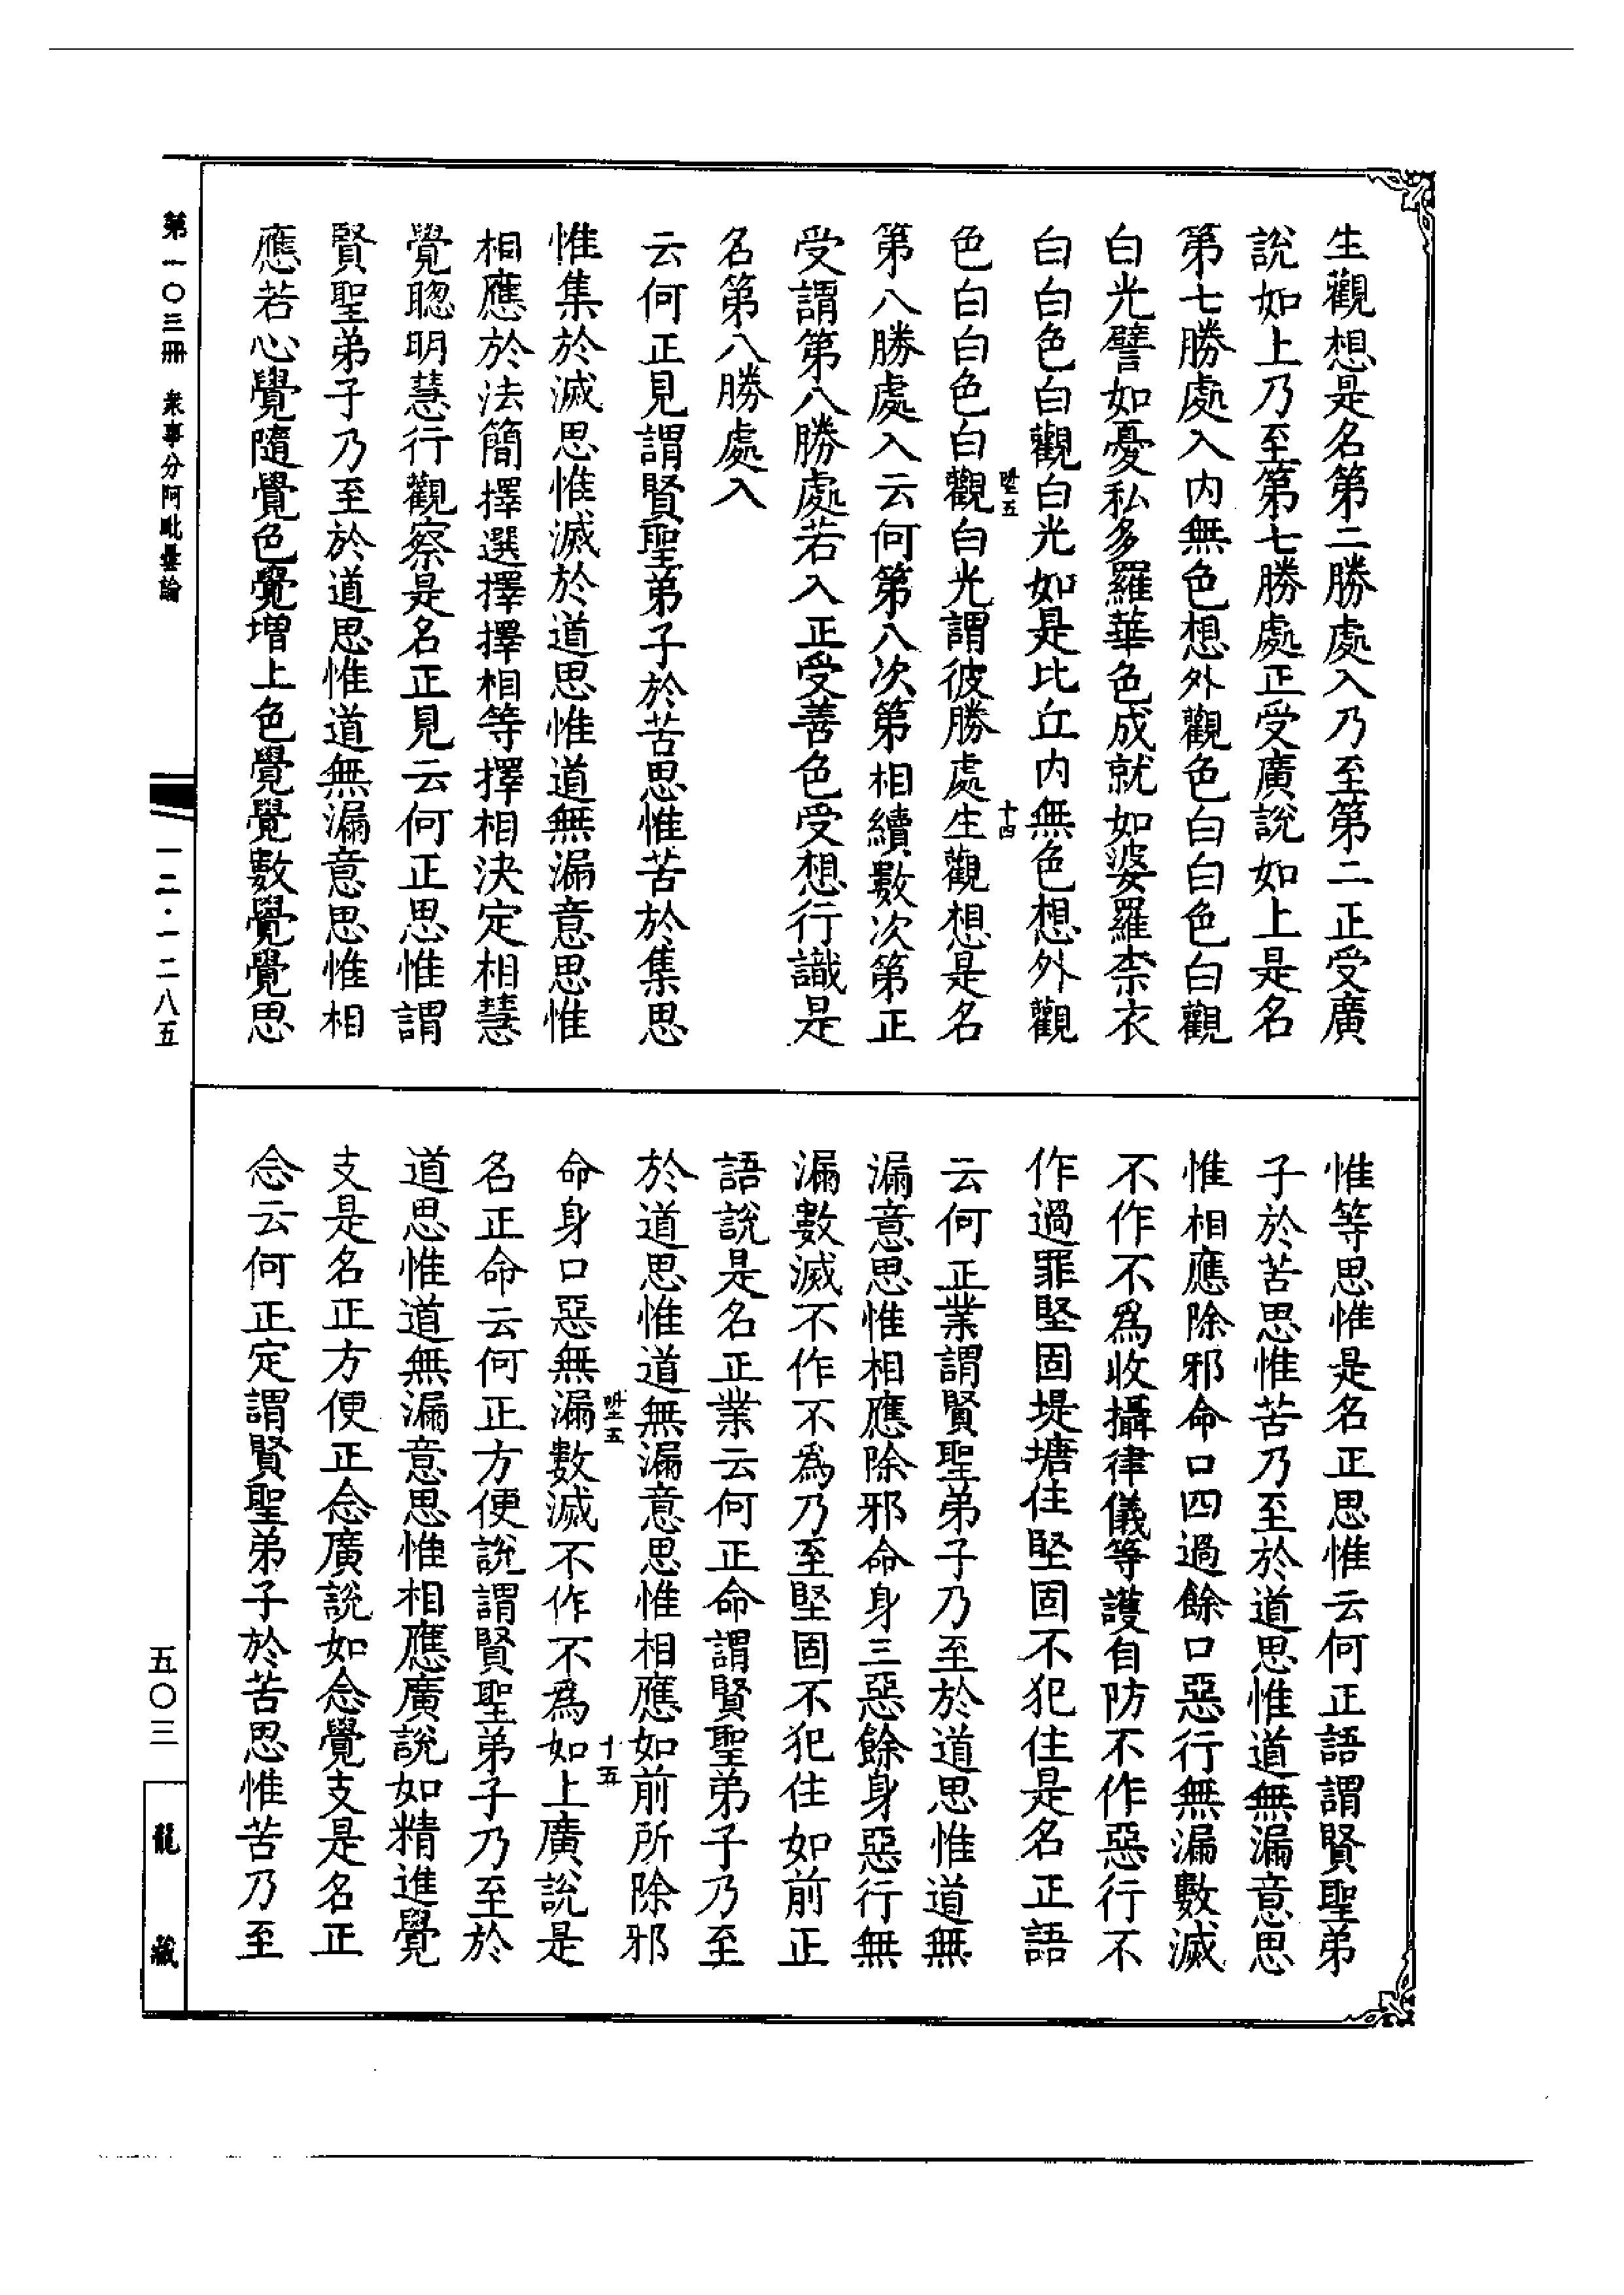 生觀想是名第二勝處入乃至第二正受廣
說如上乃至第七勝處正受廣說如上是名
第七勝處入內無色想外觀色白白色白觀
白光譬如憂私多羅華色成就如婆羅柰衣
白白色白觀白光如是比丘內無色想外觀
色白白色白觀白光謂彼勝處生觀想是名
第八勝處入云何第八次第相續數次第正
受謂第八勝處若入正受善色受想行識是
名第八勝處入
云何正見謂賢聖弟子於苦思惟苦於集思
惟集於滅思惟滅於道思惟道無漏意思惟
相應於法簡擇選擇擇相等擇相決定相慧
覺聰明慧行觀察是名正見云何正思惟謂
賢聖弟子乃至於道思惟道無漏意思惟相
應若心覺隨覺色覺增上色覺覺數覺覺思
惟等思惟是名正思惟云何正語謂賢聖弟
子於苦思惟苦乃至於道思惟道無漏意思
惟相應除邪命口四過餘口惡行無漏數滅
不作不爲收攝律儀等護自防不作惡行不
作過罪堅固堤塘住堅固不犯住是名正語
云何正業謂賢聖弟子乃至於道思惟道無
漏意思惟相應除邪命身三惡餘身惡行無
漏數滅不作不爲乃至堅固不犯住如前正
語說是名正業云何正命謂賢聖弟子乃至
於道思惟道無漏意思惟相應如前所除邪
命身口惡無漏數滅不作不爲如上廣說是
名正命云何正方便說謂賢聖弟子乃至於
道思惟道無漏意思惟相應廣說如精進覺
支是名正方便正念廣說如念覺支是名正
念云何正定謂賢聖弟子於苦思惟苦乃至
第一〇三冊 衆事分阿毗曇論
一二·一二八五
五〇三
龍藏
五
十四
五
十五